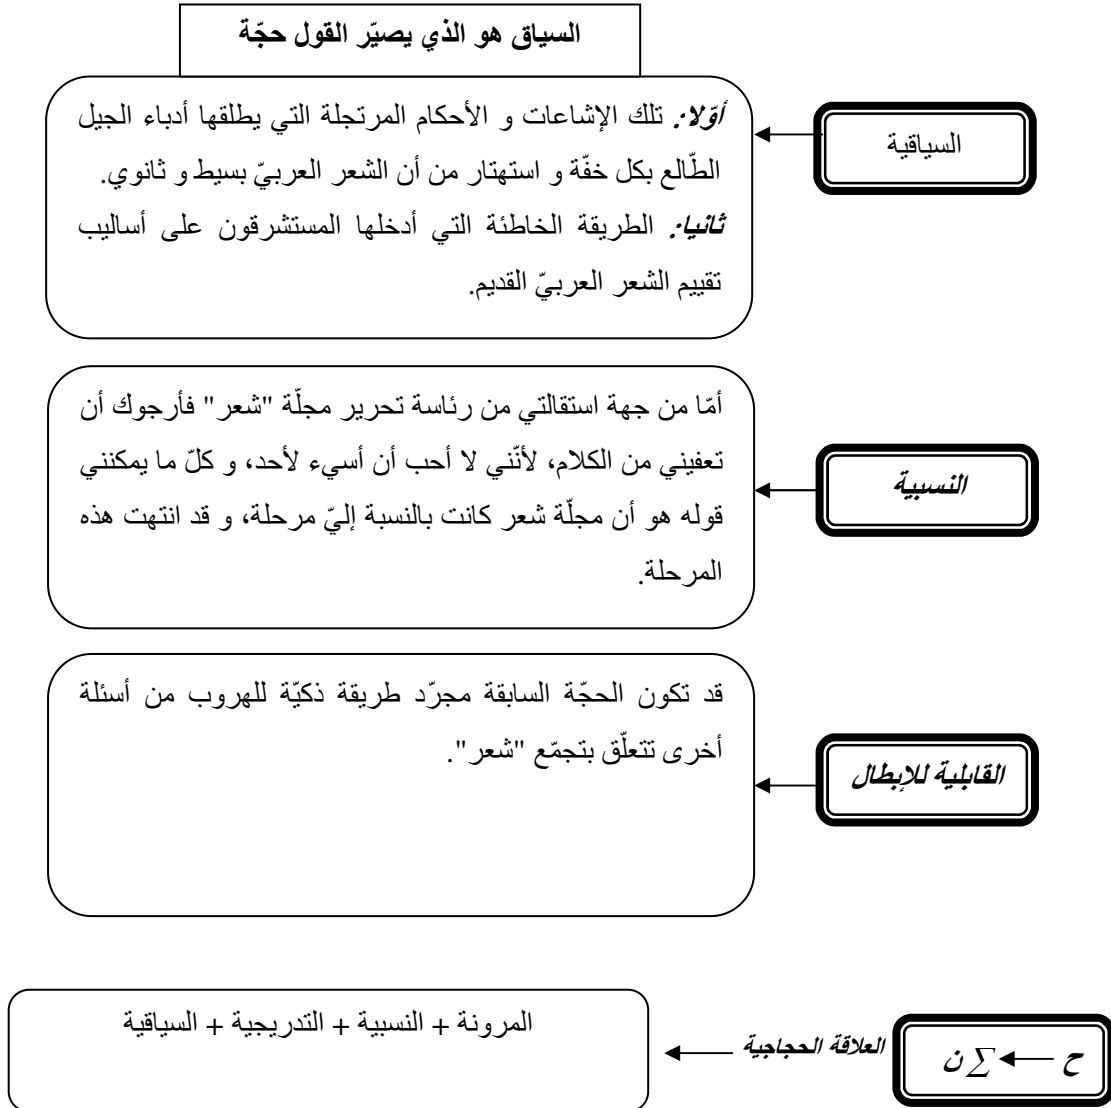 السياق هو الذي يصيّر القول حجّة
السياقية
أوّلا: تلك الإشاعات و الأحكام المرتجلة التي يطلقها أدباء الجيل
الطّالع بكل خفّة و استهتار من أن الشعر العربيّ بسيط و ثانوي.
ثانيا: الطريقة الخاطئة التي أدخلها المستشرقون على أساليب
تقييم الشعر العربيّ القديم.
النسبية
أمّا من جهة استقالتي من رئاسة تحرير مجلّة "شعر" فأرجوك أن
تعفيني من الكلام، لأنّني لا أحب أن أسيء لأحد، و كلّ ما يمكنني
قوله هو أن مجلّة شعر كانت بالنسبة إليّ مرحلة، و قد انتهت هذه
المرحلة.
القابلية للإبطال
قد تكون الحجّة السابقة مجرّد طريقة ذكيّة للهروب من أسئلة
أخرى تتعلّق بتجمّع "شعر".
ح ← ∑ ن
العلاقة الحجاجية
المرونة + النسبية + التدريجية + السياقية